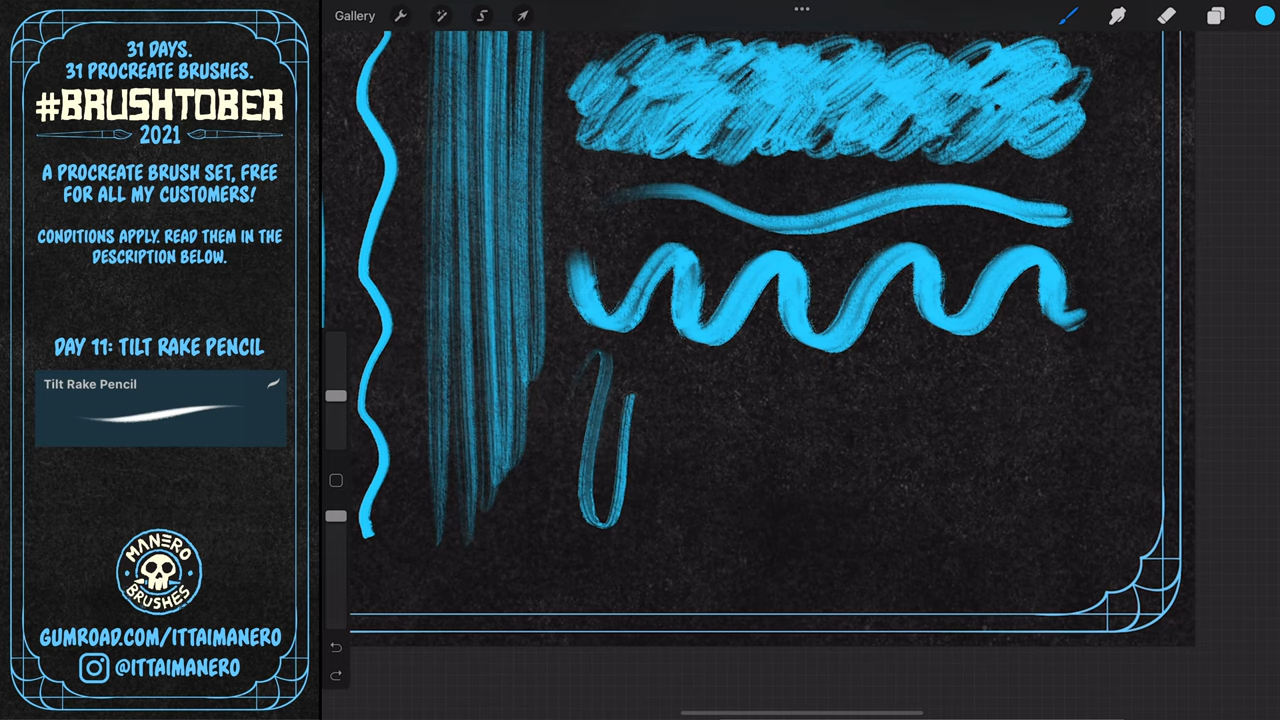 31 DAYS.
31 PROCREATE BRUSHES.
#BRUSHTOBER
2021
A PROCREATE BRUSH SET, FREE
FOR ALL MY CUSTOMERS!
CONDITIONS APPLY. READ THEM IN THE
DESCRIPTION BELOW.
DAY 11: TILT RAKE PENCIL
Tilt Rake Pencil
MANERO
BRUSHES
GUMROAD.COM/ITTAIMANERO
@ITTAIMANERO
Gallery